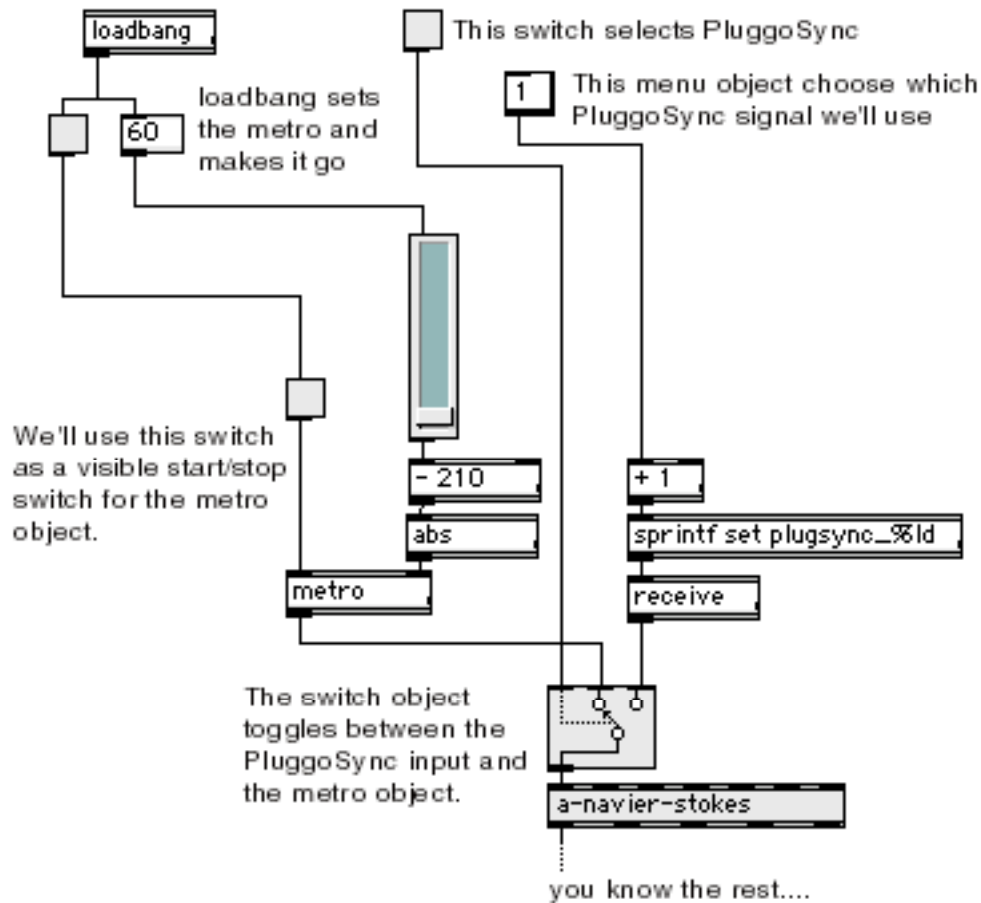 loadbang
This switch selects PluggoSync
1
This menu object choose which
PluggoSync signal we'll use
60
loadbang sets
the metro and
makes it go
We'll use this switch
as a visible start/stop
switch for the metro
object.
- 210
abs
metro
+ 1
sprintf set plugsync_%ld
receive
The switch object
toggles between the
PluggoSync input and
the metro object.
a-navier-stokes
you know the rest....